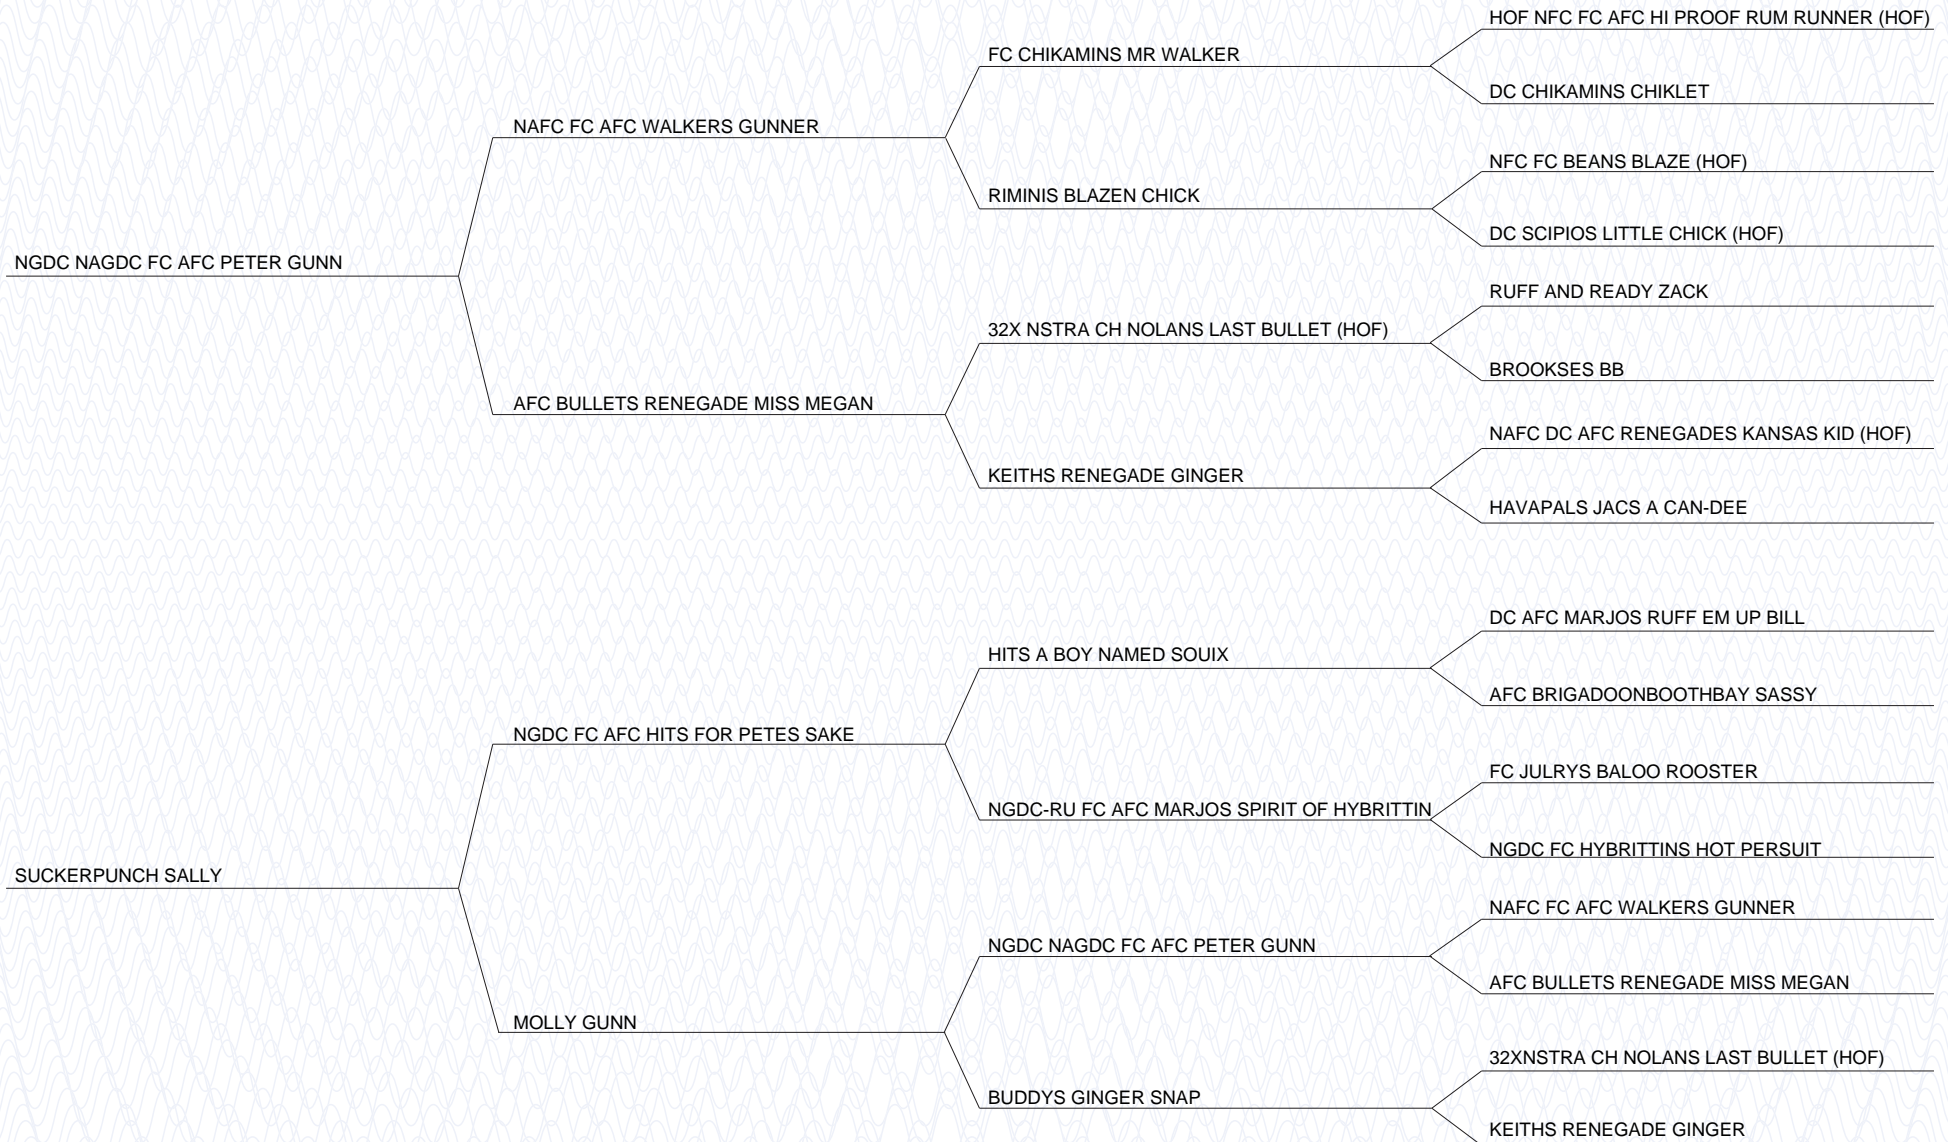 HOF NFC FC AFC HI PROOF RUM RUNNER (HOF)
FC CHIKAMINS MR WALKER
DC CHIKAMINS CHIKLET
NAFC FC AFC WALKERS GUNNER
NFC FC BEANS BLAZE (HOF)
RIMINIS BLAZEN CHICK
DC SCIPIOS LITTLE CHICK (HOF)
NGDC NAGDC FC AFC PETER GUNN
RUFF AND READY ZACK
32X NSTRA CH NOLANS LAST BULLET (HOF)
BROOKSES BB
AFC BULLETS RENEGADE MISS MEGAN
NAFC DC AFC RENEGADES KANSAS KID (HOF)
KEITHS RENEGADE GINGER
HAVAPALS JACS A CAN-DEE
DC AFC MARJOS RUFF EM UP BILL
HITS A BOY NAMED SOUIX
AFC BRIGADOONBOOTHBAY SASSY
NGDC FC AFC HITS FOR PETES SAKE
FC JULRYS BALOO ROOSTER
NGDC-RU FC AFC MARJOS SPIRIT OF HYBRITTIN
NGDC FC HYBRITTINS HOT PERSUIT
SUCKERPUNCH SALLY
NAFC FC AFC WALKERS GUNNER
NGDC NAGDC FC AFC PETER GUNN
AFC BULLETS RENEGADE MISS MEGAN
MOLLY GUNN
32XNSTRA CH NOLANS LAST BULLET (HOF)
BUDDYS GINGER SNAP
KEITHS RENEGADE GINGER